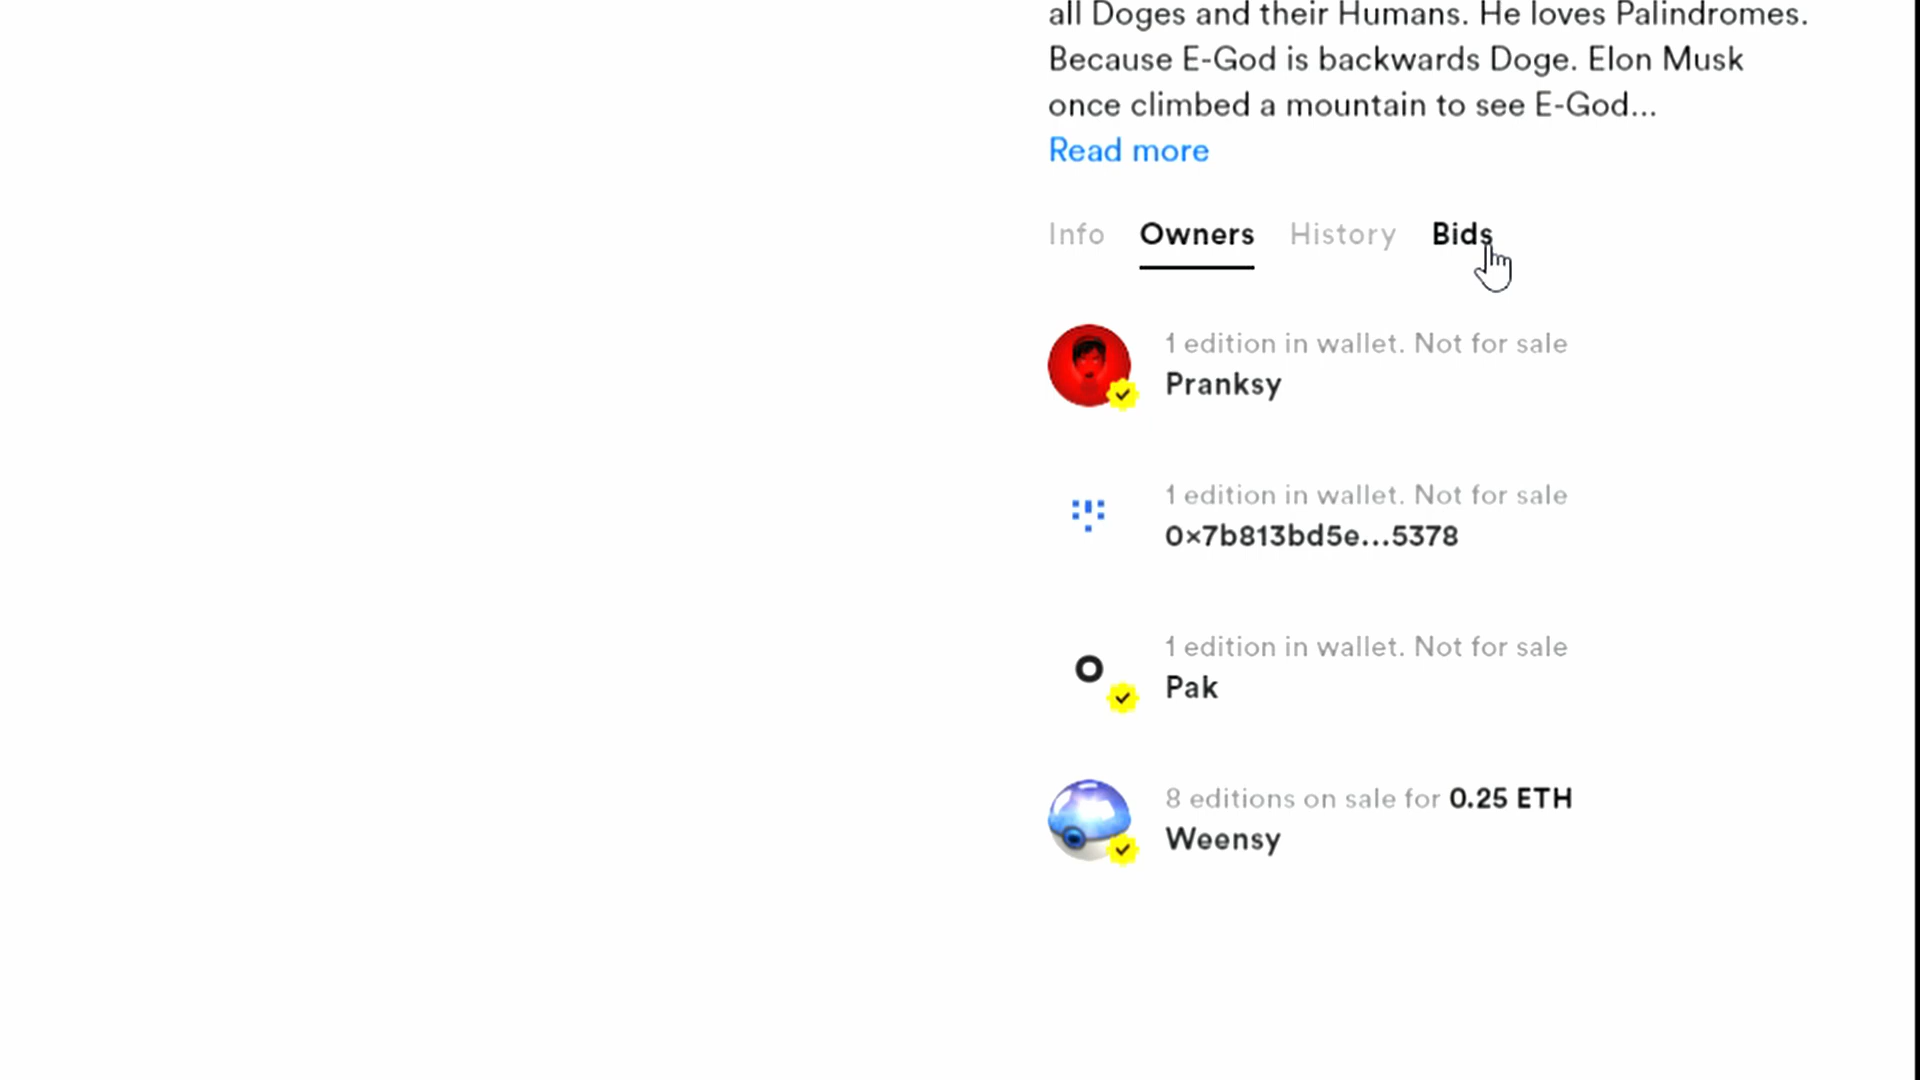 all Doges and their Humans. He loves Palindromes.
Because E-God is backwards Doge. Elon Musk
once climbed a mountain to see E-God...
Read more
Info Owners History Bids
1 edition in wallet. Not for sale
Pranksy
1 edition in wallet. Not for sale
0x7b813bd5e...5378
1 edition in wallet. Not for sale
Pak
8 editions on sale for 0.25 ETH
Weensy